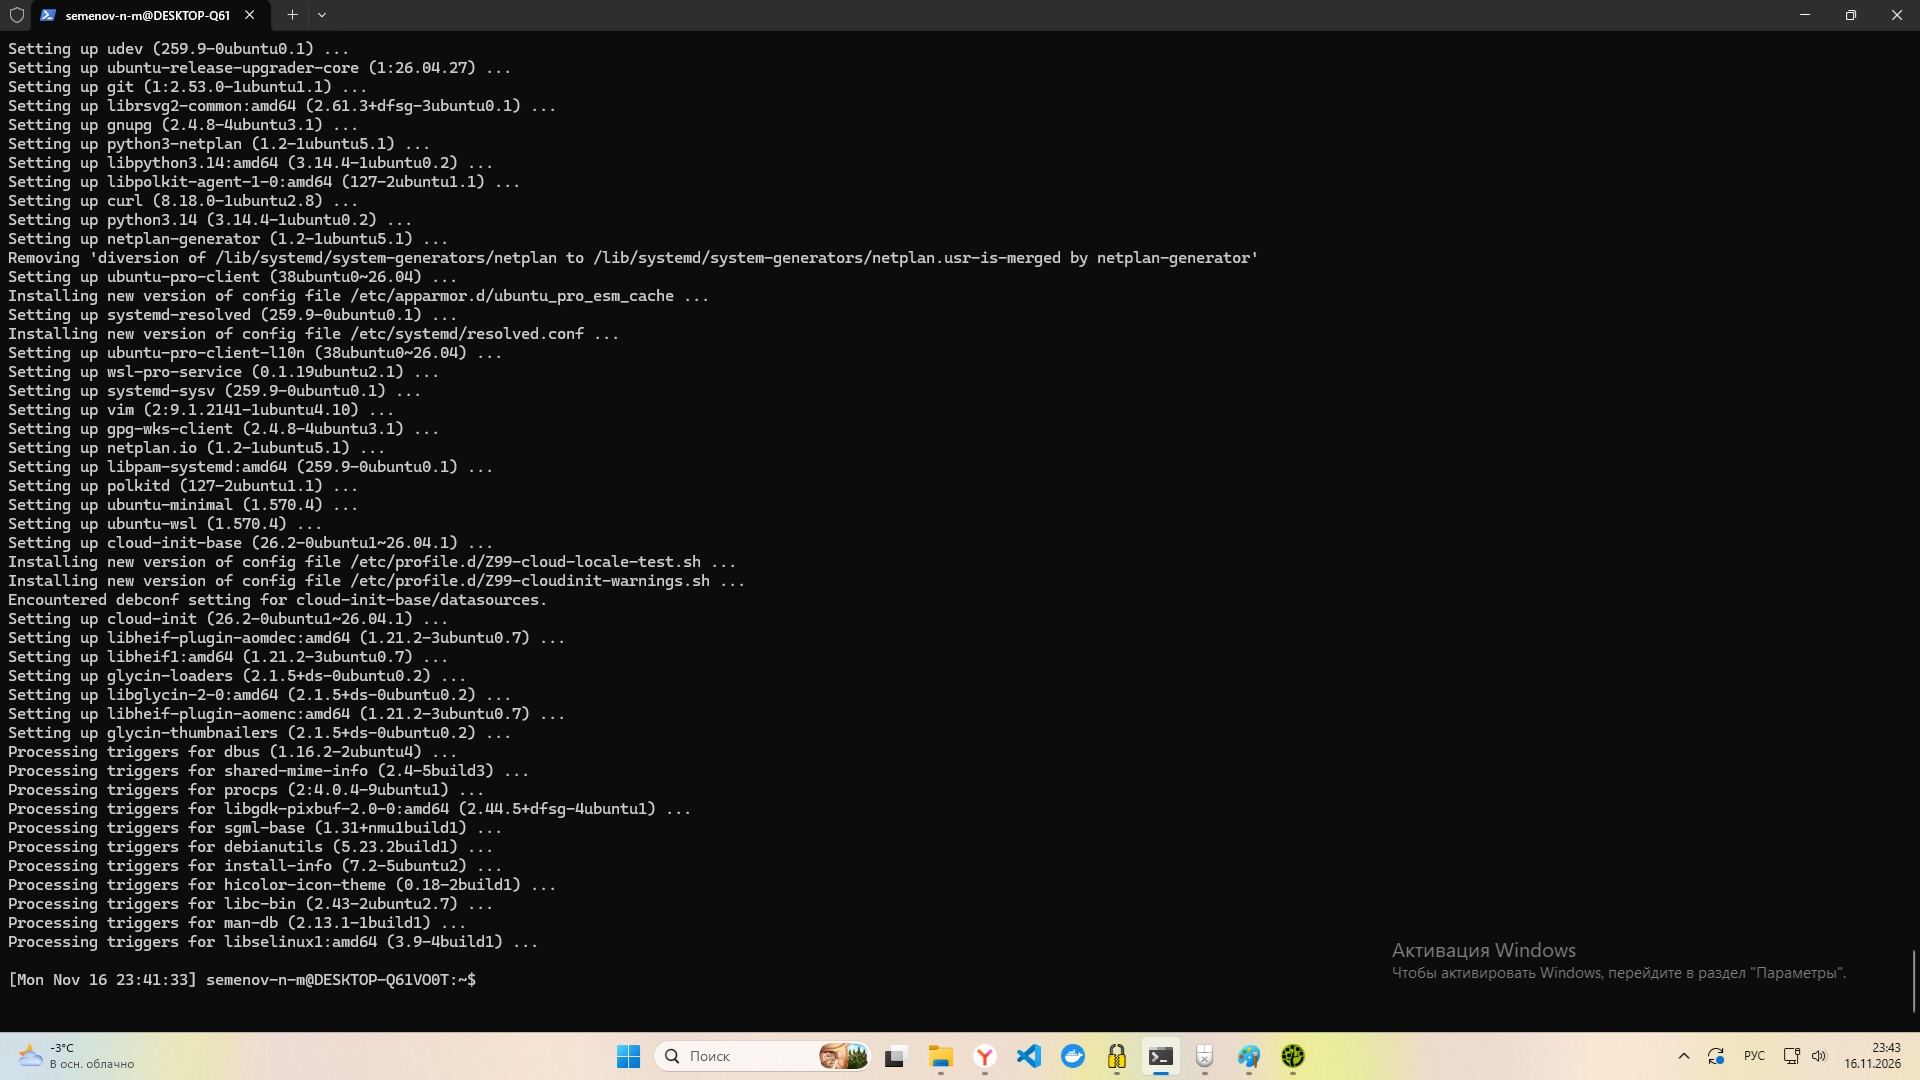 semenov-n-m@DESKTOP-Q61
Setting up udev (259.9-0ubuntu0.1) ...
Setting up ubuntu-release-upgrader-core (1:26.04.27) ...
Setting up git (1:2.53.0-1ubuntu1.1) ...
Setting up librsvg2-common:amd64 (2.61.3+dfsg-3ubuntu0.1) ...
Setting up gnupg (2.4.8-4ubuntu3.1) ...
Setting up python3-netplan (1.2-1ubuntu5.1) ...
Setting up libpython3.14:amd64 (3.14.4-1ubuntu0.2) ...
Setting up libpolkit-agent-1-0:amd64 (127-2ubuntu1.1) ...
Setting up curl (8.18.0-1ubuntu2.8) ...
Setting up python3.14 (3.14.4-1ubuntu0.2) ...
Setting up netplan-generator (1.2-1ubuntu5.1) ...
Removing 'diversion of /lib/systemd/system-generators/netplan to /lib/systemd/system-generators/netplan.usr-is-merged by netplan-generator'
Setting up ubuntu-pro-client (38ubuntu0~26.04) ...
Installing new version of config file /etc/apparmor.d/ubuntu_pro_esm_cache ...
Setting up systemd-resolved (259.9-0ubuntu0.1) ...
Installing new version of config file /etc/systemd/resolved.conf ...
Setting up ubuntu-pro-client-l10n (38ubuntu0~26.04) ...
Setting up wsl-pro-service (0.1.19ubuntu2.1) ...
Setting up systemd-sysv (259.9-0ubuntu0.1) ...
Setting up vim (2:9.1.2141-1ubuntu4.10) ...
Setting up gpg-wks-client (2.4.8-4ubuntu3.1) ...
Setting up netplan.io (1.2-1ubuntu5.1) ...
Setting up libpam-systemd:amd64 (259.9-0ubuntu0.1) ...
Setting up polkitd (127-2ubuntu1.1) ...
Setting up ubuntu-minimal (1.570.4) ...
Setting up ubuntu-wsl (1.570.4) ...
Setting up cloud-init-base (26.2-0ubuntu1~26.04.1) ...
Installing new version of config file /etc/profile.d/Z99-cloud-locale-test.sh ...
Installing new version of config file /etc/profile.d/Z99-cloudinit-warnings.sh ...
Encountered debconf setting for cloud-init-base/datasources.
Setting up cloud-init (26.2-0ubuntu1~26.04.1) ...
Setting up libheif-plugin-aomdec:amd64 (1.21.2-3ubuntu0.7) ...
Setting up libheif1:amd64 (1.21.2-3ubuntu0.7) ...
Setting up glycin-loaders (2.1.5+ds-0ubuntu0.2) ...
Setting up libglycin-2-0:amd64 (2.1.5+ds-0ubuntu0.2) ...
Setting up libheif-plugin-aomenc:amd64 (1.21.2-3ubuntu0.7) ...
Setting up glycin-thumbnailers (2.1.5+ds-0ubuntu0.2) ...
Processing triggers for dbus (1.16.2-2ubuntu4) ...
Processing triggers for shared-mime-info (2.4-5build3) ...
Processing triggers for procps (2:4.0.4-9ubuntu1) ...
Processing triggers for libgdk-pixbuf-2.0-0:amd64 (2.44.5+dfsg-4ubuntu1) ...
Processing triggers for sgml-base (1.31+nmu1build1) ...
Processing triggers for debianutils (5.23.2build1) ...
Processing triggers for install-info (7.2-5ubuntu2) ...
Processing triggers for hicolor-icon-theme (0.18-2build1) ...
Processing triggers for libc-bin (2.43-2ubuntu2.7) ...
Processing triggers for man-db (2.13.1-1build1) ...
Processing triggers for libselinux1:amd64 (3.9-4build1) ...
[Mon Nov 16 23:41:33] semenov-n-m@DESKTOP-Q61VO0T:~$
Активация Windows
Чтобы активировать Windows, перейдите в раздел "Параметры".
-3°C
В осн. облачно
Поиск
РУС
23:43
16.11.2026